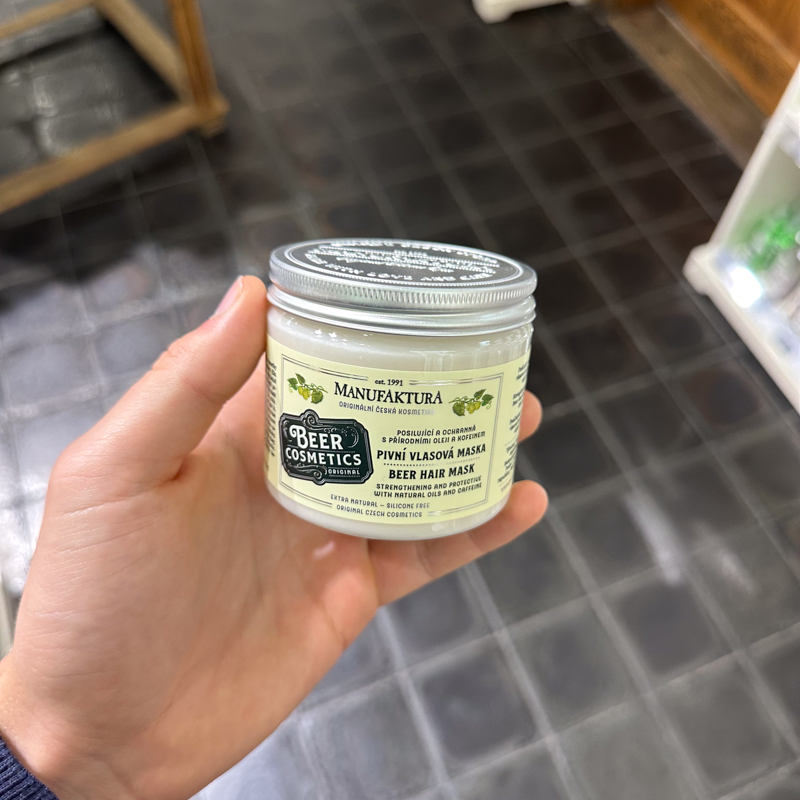 est. 1991
MANUFAKTURA
ORIGINÁLNÍ ČESKÁ KOSMETIKA
BEER
COSMETICS
ORIGINAL
POSILUJÍCÍ A OCHRANNÁ
S PŘÍRODNÍMI OLEJI A KOFEINEM
PIVNÍ VLASOVÁ MASKA
BEER HAIR MASK
STRENGTHENING AND PROTECTIVE
WITH NATURAL OILS AND CAFFEINE
EXTRA NATURAL – SILICONE FREE
ORIGINAL CZECH COSMETICS